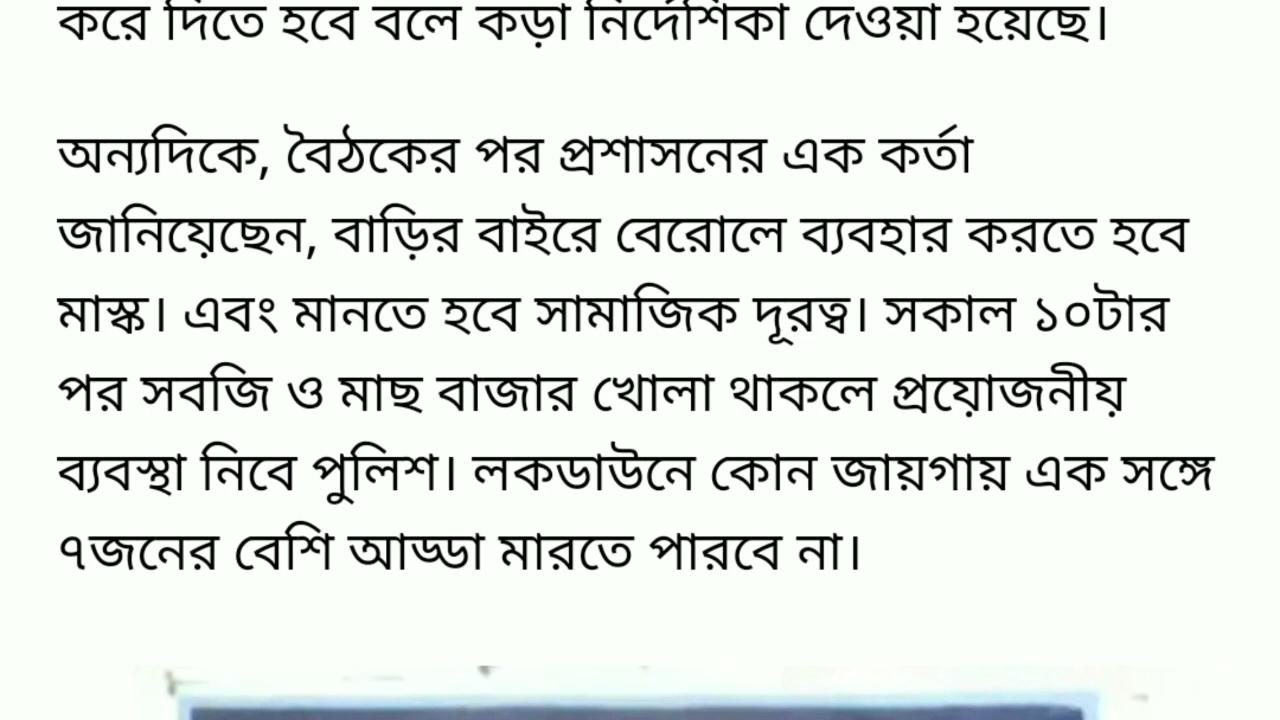 করে দিতে হবে বলে কড়া নির্দেশিকা দেওয়া হয়েছে।
অন্যদিকে, বৈঠকের পর প্রশাসনের এক কর্তা
জানিয়েছেন, বাড়ির বাইরে বেরোলে ব্যবহার করতে হবে
মাস্ক। এবং মানতে হবে সামাজিক দূরত্ব। সকাল ১০টার
পর সবজি ও মাছ বাজার খোলা থাকলে প্রয়োজনীয়
ব্যবস্থা নিবে পুলিশ। লকডাউনে কোন জায়গায় এক সঙ্গে
৭জনের বেশি আড্ডা মারতে পারবে না।